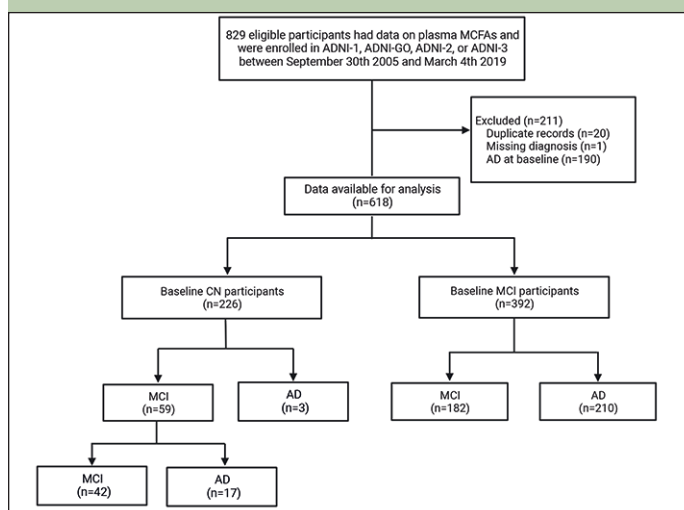 829 eligible participants had data on plasma MCFAs and
were enrolled in ADNI-1, ADNI-GO, ADNI-2, or ADNI-3
between September 30th 2005 and March 4th 2019
Excluded (n=211)
Duplicate records (n=20)
Missing diagnosis (n=1)
AD at baseline (n=190)
Data available for analysis
(n=618)
Baseline CN participants
(n=226)
Baseline MCI participants
(n=392)
MCI
(n=59)
AD
(n=3)
MCI
(n=182)
AD
(n=210)
MCI
(n=42)
AD
(n=17)